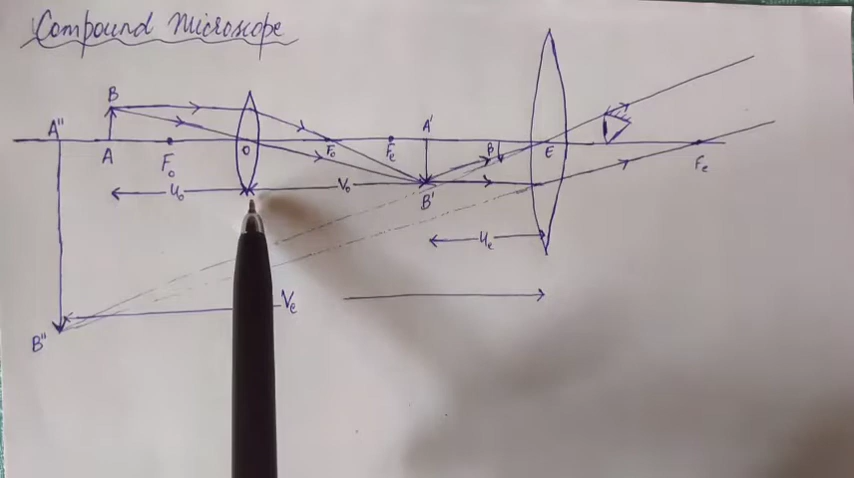 Compound Microscope
B
A" A' 
A F₀ O F₀ Fe β E Fe
u₀ V₀ B'
ue
Ve
B"